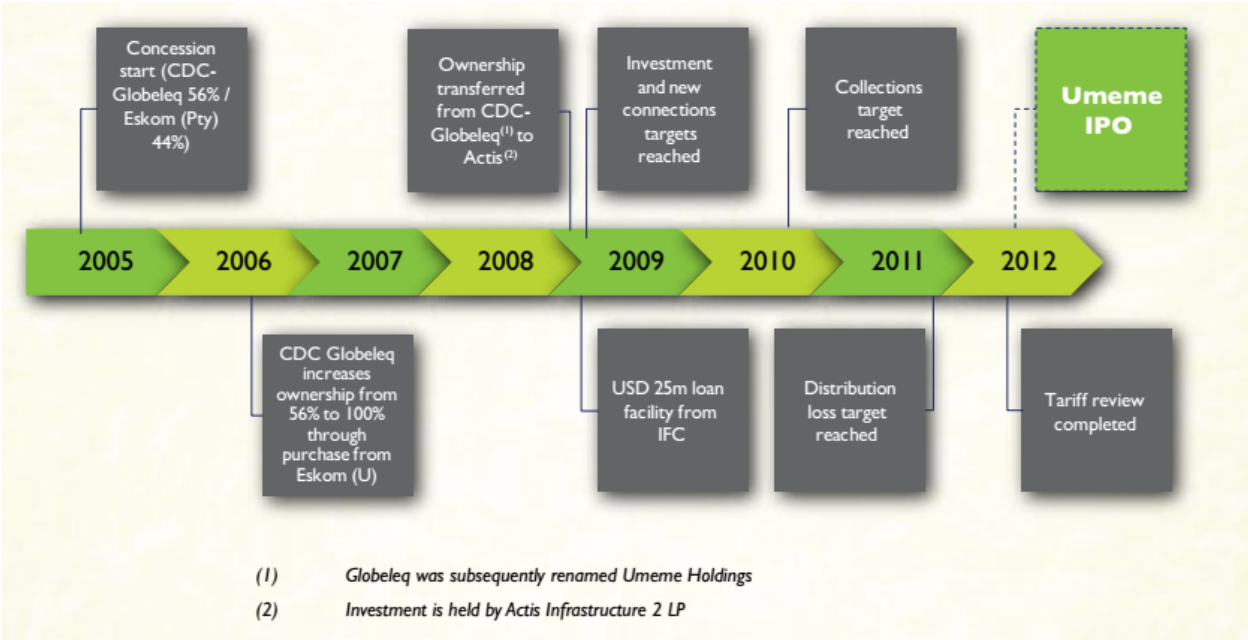 Concession
start (CDC-
Globeleq 56% /
Eskom (Pty)
44%)
Ownership
transferred
from CDC-
Globeleq(1) to
Actis(2)
Investment
and new
connections
targets
reached
Collections
target
reached
Umeme
IPO
2005
2006
2007
2008
2009
2010
2011
2012
CDC Globeleq
increases
ownership from
56% to 100%
through
purchase from
Eskom (U)
USD 25m loan
facility from
IFC
Distribution
loss target
reached
Tariff review
completed
(1) Globeleq was subsequently renamed Umeme Holdings
(2) Investment is held by Actis Infrastructure 2 LP